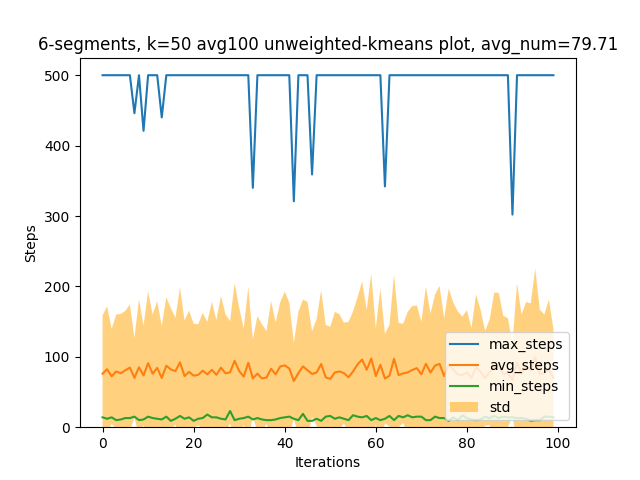 6-segments, k=50 avg100 unweighted-kmeans plot, avg_num=79.71
500
400
300
200
100
0
Steps
max_steps
avg_steps
min_steps
std
0 20 40 60 80 100
Iterations